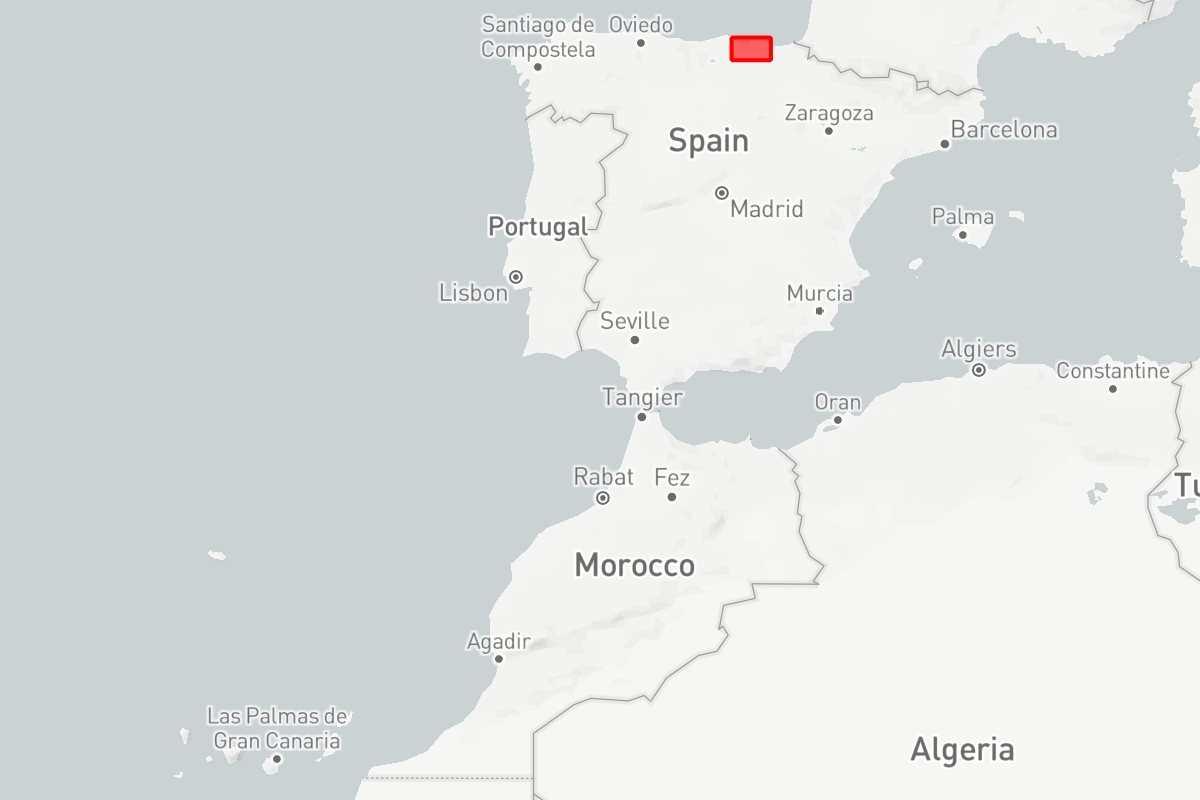 Santiago de
Compostela
Oviedo
Zaragoza
Barcelona
Spain
Madrid
Palma
Portugal
Lisbon
Murcia
Seville
Algiers
Constantine
Tangier
Oran
Rabat
Fez
Tu
Morocco
Agadir
Las Palmas de
Gran Canaria
Algeria